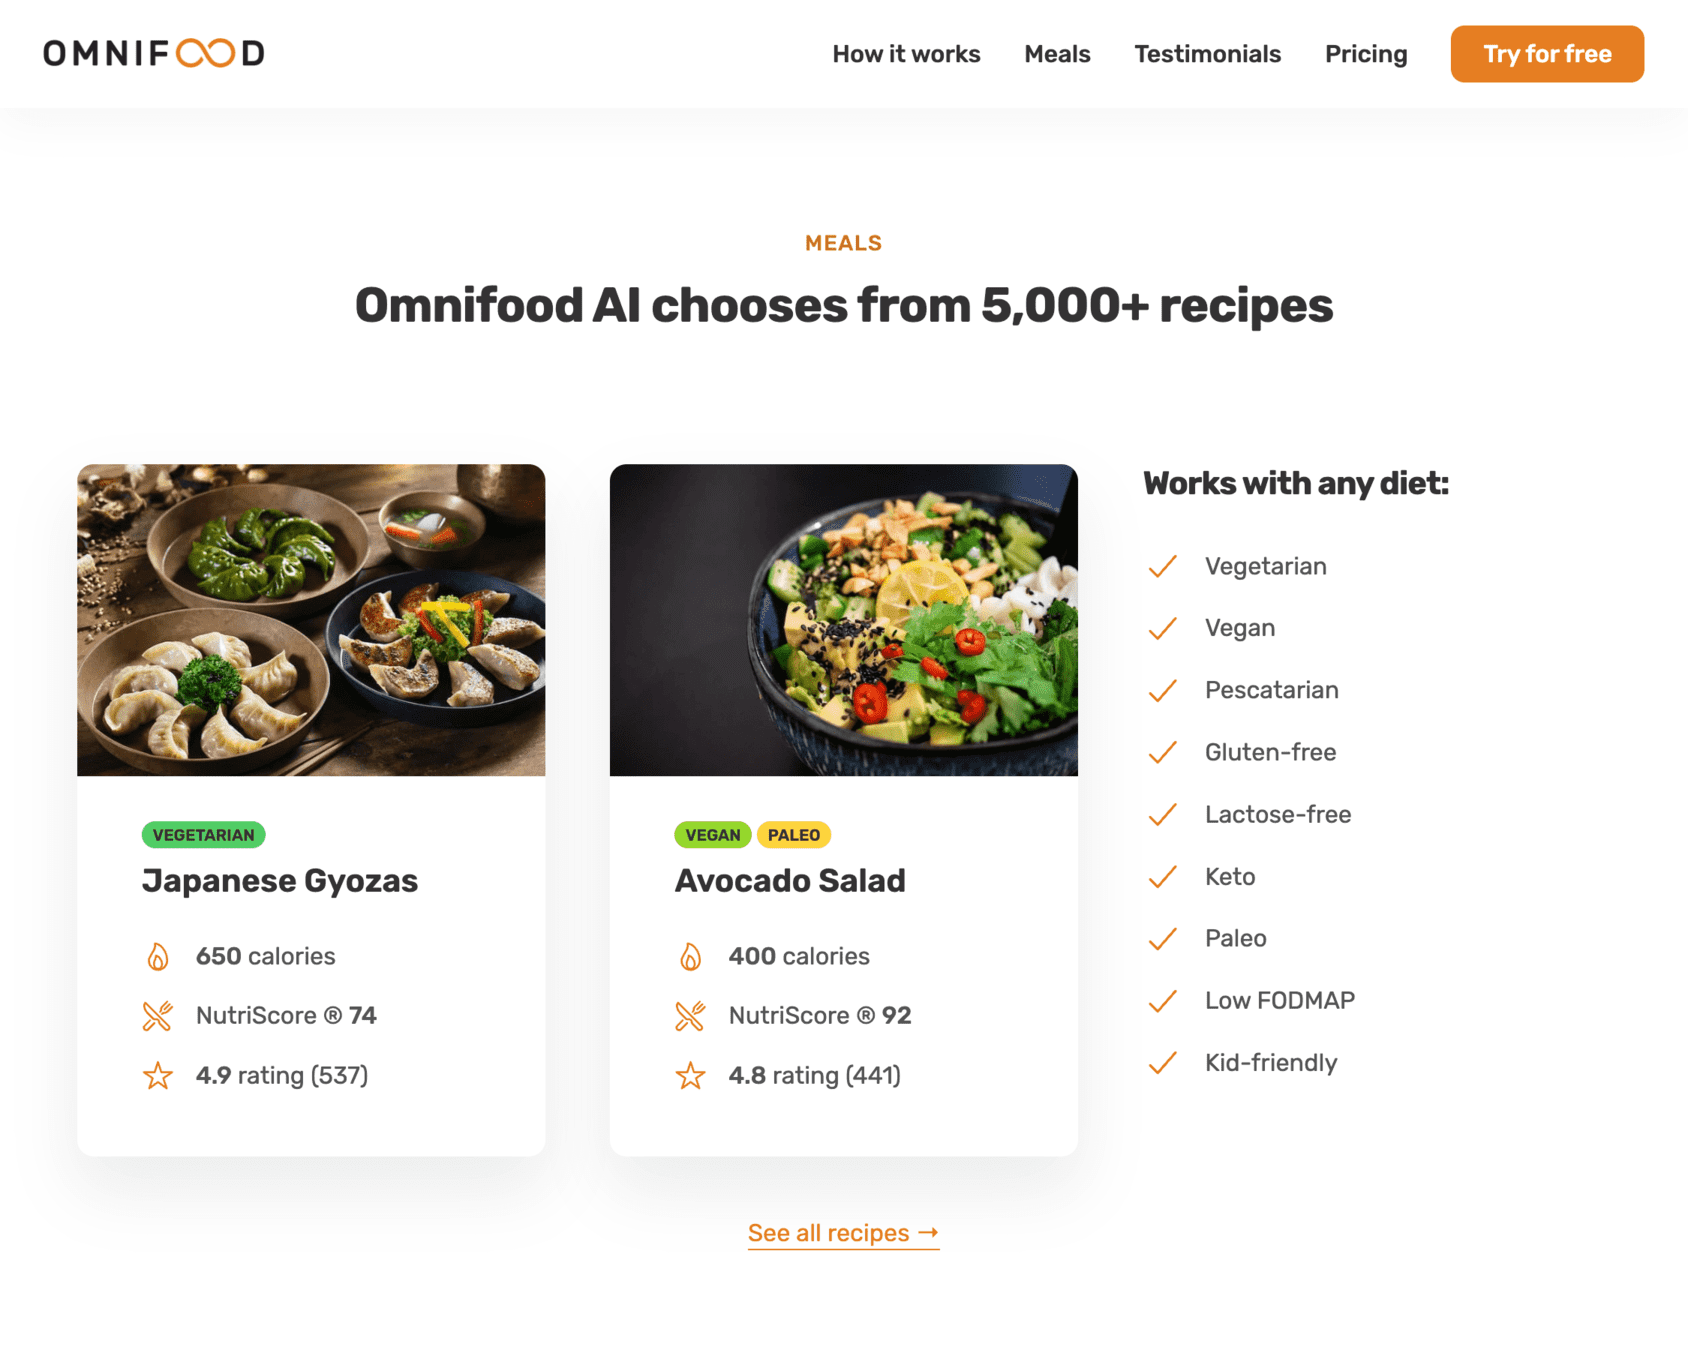 OMNIFOOD
How it works
Meals
Testimonials
Pricing
Try for free
MEALS
Omnifood AI chooses from 5,000+ recipes
VEGETARIAN
Japanese Gyozas
650 calories
NutriScore ® 74
4.9 rating (537)
VEGAN PALEO
Avocado Salad
400 calories
NutriScore ® 92
4.8 rating (441)
Works with any diet:
Vegetarian
Vegan
Pescatarian
Gluten-free
Lactose-free
Keto
Paleo
Low FODMAP
Kid-friendly
See all recipes →